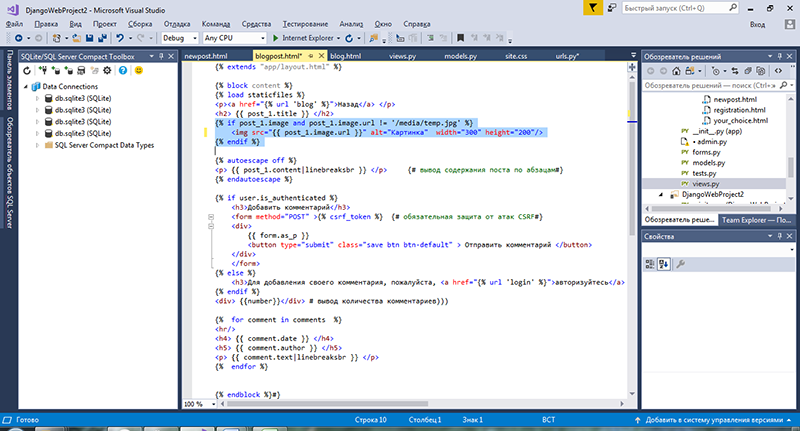 DjangoWebProject2 - Microsoft Visual Studio
Быстрый запуск (Ctrl+Q)
Файл Правка Вид Проект Сборка Отладка Команда Средства Тестирование Анализ Окно Справка
Вход
Debug Any CPU Internet Explorer
Панель элементов
Обозреватель объектов SQL Server
SQLite/SQL Server Compact Toolbox
Data Connections
db.sqlite3 (SQLite)
db.sqlite3 (SQLite)
db.sqlite3 (SQLite)
db.sqlite3 (SQLite)
SQL Server Compact Data Types
newpost.html blogpost.html* blog.html views.py models.py site.css urls.py*
{% extends "app/layout.html" %}
{% block content %}
{% load staticfiles %}
<p><a href="{% url 'blog' %}">Назад</a> </p>
<h2> {{ post_1.title }} </h2>
{% if post_1.image and post_1.image.url != '/media/temp.jpg' %}
<img src="{{ post_1.image.url }}" alt="Картинка" width="300" height="200"/>
{% endif %}
{% autoescape off %}
<p> {{ post_1.content|linebreaksbr }} </p> {# вывод содержания поста по абзацам#}
{% endautoescape %}
{% if user.is_authenticated %}
<h3>Добавить комментарий</h3>
<form method="POST" >{% csrf_token %} {# обязательная защита от атак CSRF#}
<div>
{{ form.as_p }}
<button type="submit" class="save btn btn-default" > Отправить комментарий </button>
</div>
</form>
{% else %}
<h3>Для добавления своего комментария, пожалуйста, <a href="{% url 'login' %}">авторизуйтесь</a>
{% endif %}
<div> {{number}}</div> # вывод количества комментариев)))
{% for comment in comments %}
<hr/>
<h4> {{ comment.date }} </h4>
<h5> {{ comment.author }} </h5>
<p> {{ comment.text|linebreaksbr }} </p>
{% endfor %}
{% endblock %}#}
100 %
Обозреватель решений
Обозреватель решений — поиск (
newpost.html
registration.html
your_choice.html
__init__.py (app)
admin.py
forms.py
models.py
tests.py
views.py
DjangoWebProject2
Обозреватель реше... Team Explorer — По...
Свойства
Готово Строка 10 Столбец 1 Знак 1 ВСТ Добавить в систему управления версиями